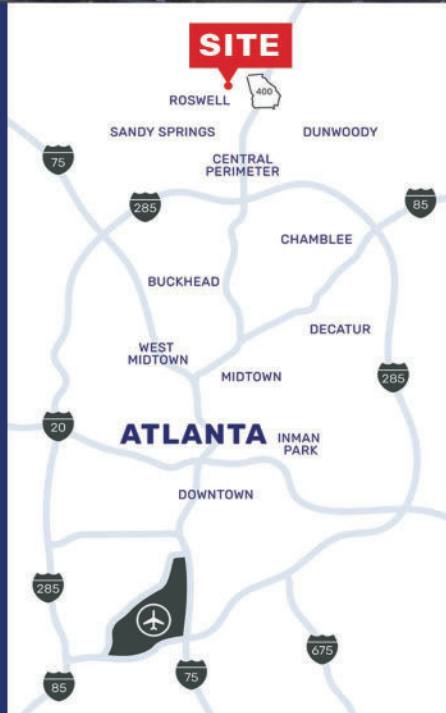 SITE
400
ROSWELL
SANDY SPRINGS
DUNWOODY
75
CENTRAL
PERIMETER
285
85
CHAMBLEE
BUCKHEAD
DECATUR
WEST
MIDTOWN
MIDTOWN
285
20
ATLANTA
INMAN
PARK
DOWNTOWN
285
675
75
85